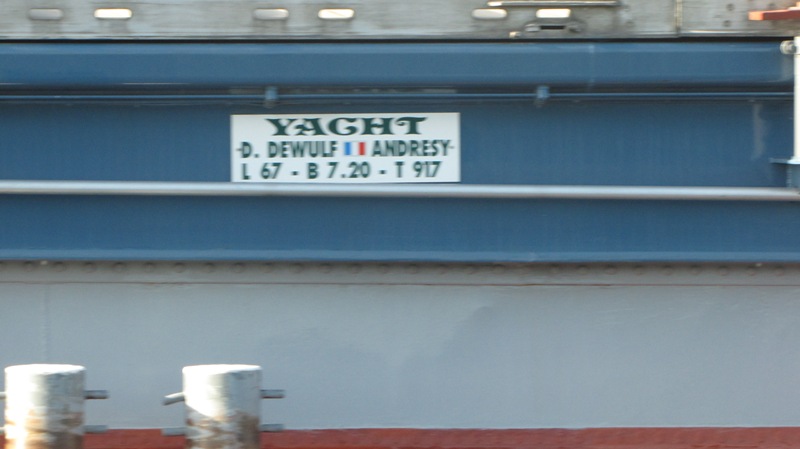 YACHT
D. DEWULF ANDRESY
L 67 - B 7.20 - T 917